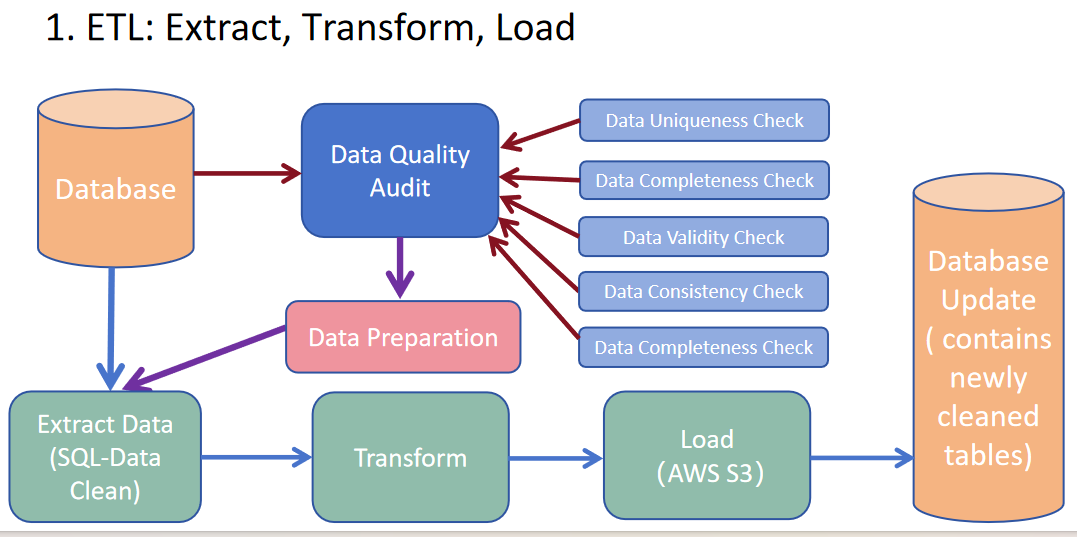 1. ETL: Extract, Transform, Load
Database
Data Quality
Audit
Data Uniqueness Check
Data Completeness Check
Data Validity Check
Data Consistency Check
Data Completeness Check
Data Preparation
Extract Data
(SQL-Data
Clean)
Transform
Load
(AWS S3)
Database
Update
( contains
newly
cleaned
tables)